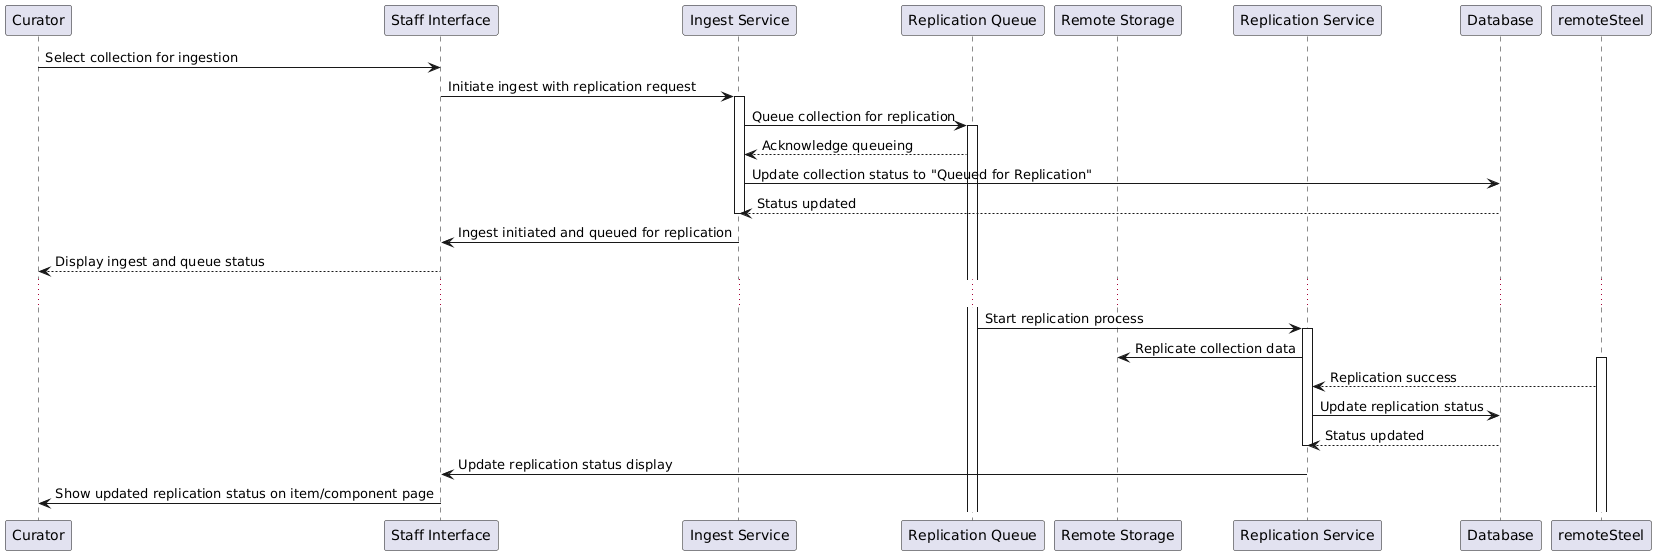 Curator
Staff Interface
Ingest Service
Replication Queue
Remote Storage
Replication Service
Database
remoteSteel
Select collection for ingestion
Initiate ingest with replication request
Queue collection for replication
Acknowledge queueing
Update collection status to "Queued for Replication"
Status updated
Ingest initiated and queued for replication
Display ingest and queue status
Start replication process
Replicate collection data
Replication success
Update replication status
Status updated
Update replication status display
Show updated replication status on item/component page
Curator
Staff Interface
Ingest Service
Replication Queue
Remote Storage
Replication Service
Database
remoteSteel